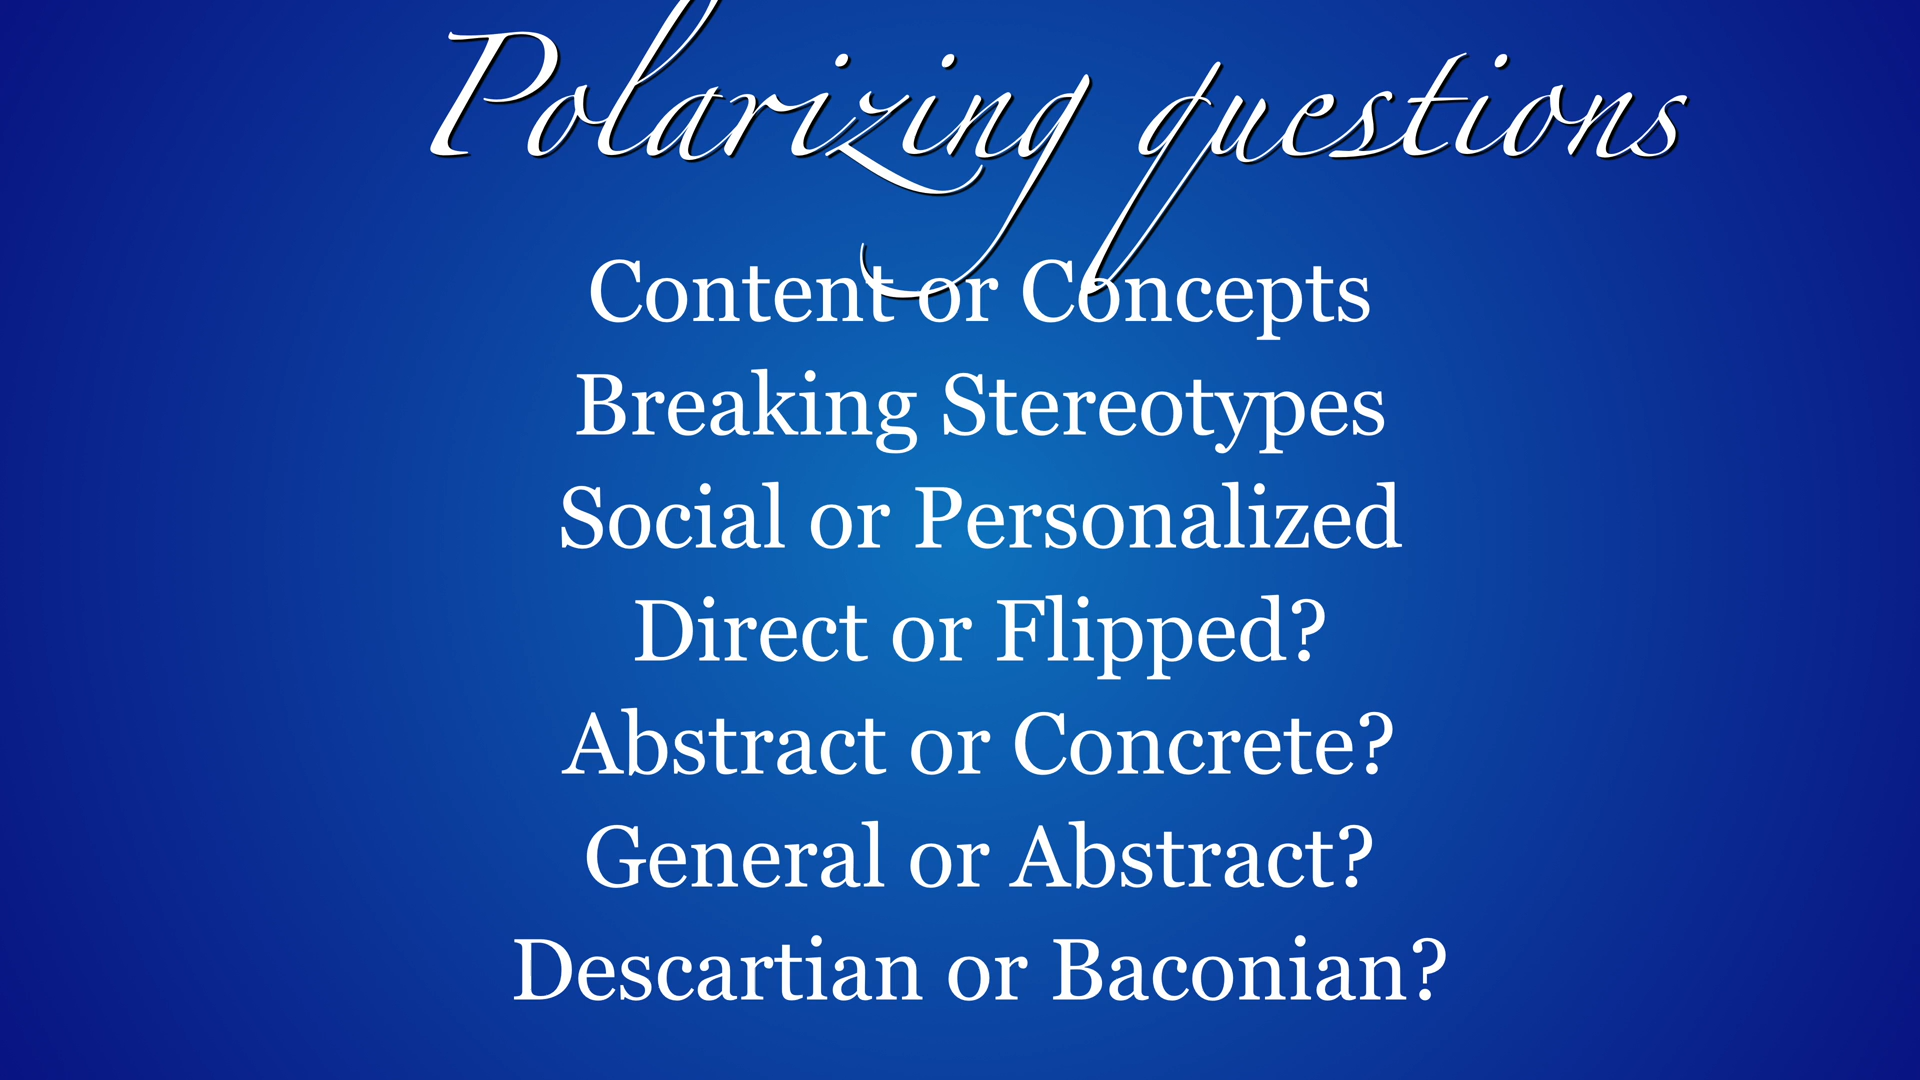 Polarizing questions
Content or Concepts
Breaking Stereotypes
Social or Personalized
Direct or Flipped?
Abstract or Concrete?
General or Abstract?
Descartian or Baconian?